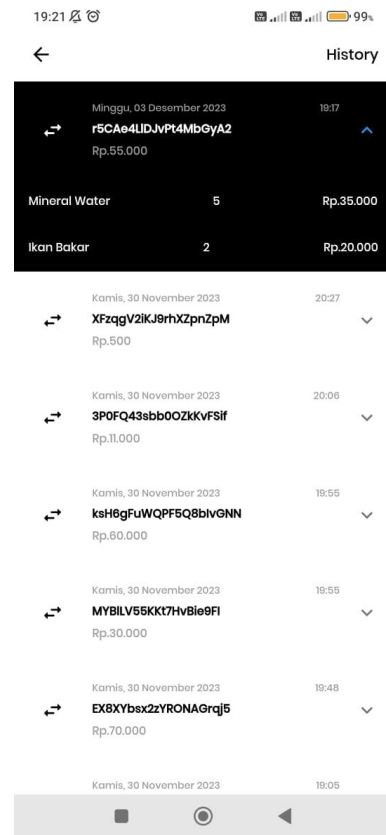 19:21
99%
History
Minggu, 03 Desember 2023 19:17
r5CAe4LlDJvPt4MbGyA2
Rp.55.000
Mineral Water 5 Rp.35.000
Ikan Bakar 2 Rp.20.000
Kamis, 30 November 2023 20:27
XFzqgV2iKJ9rhXZpnZpM
Rp.500
Kamis, 30 November 2023 20:06
3P0FQ43sbb0OZkKvFSif
Rp.11.000
Kamis, 30 November 2023 19:55
ksH6gFuWQPF5Q8blvGNN
Rp.60.000
Kamis, 30 November 2023 19:55
MYBlLV55KKt7HvBie9Fl
Rp.30.000
Kamis, 30 November 2023 19:48
EX8XYbsx2zYRONAGrqj5
Rp.70.000
Kamis, 30 November 2023 19:05